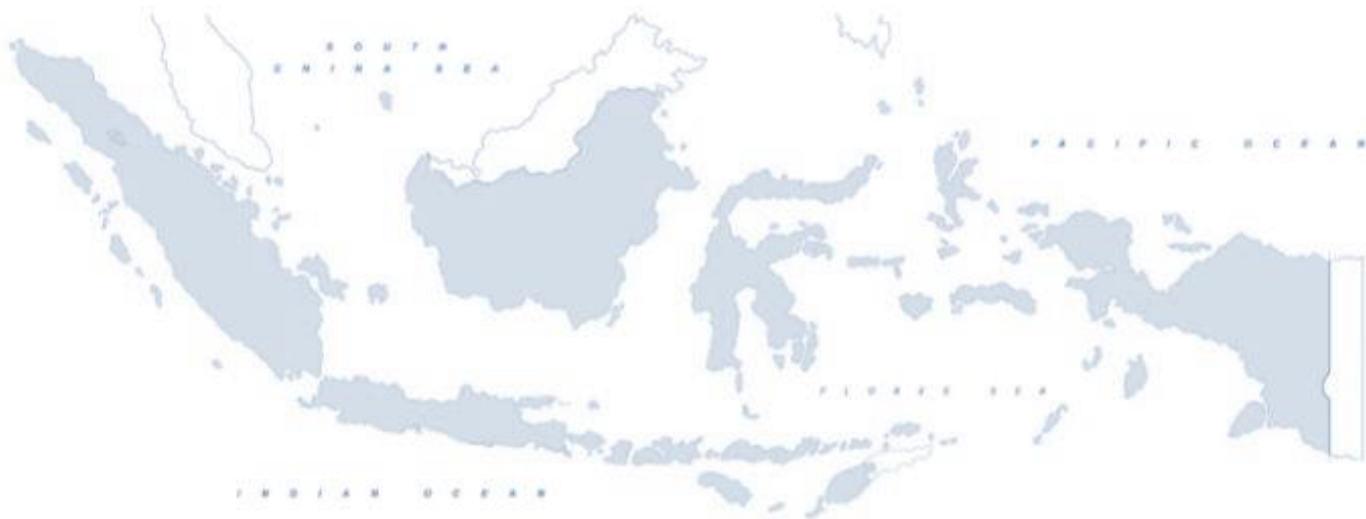 SOUTH
CHINA SEA
PACIFIC OCEAN
FLORES SEA
INDIAN OCEAN